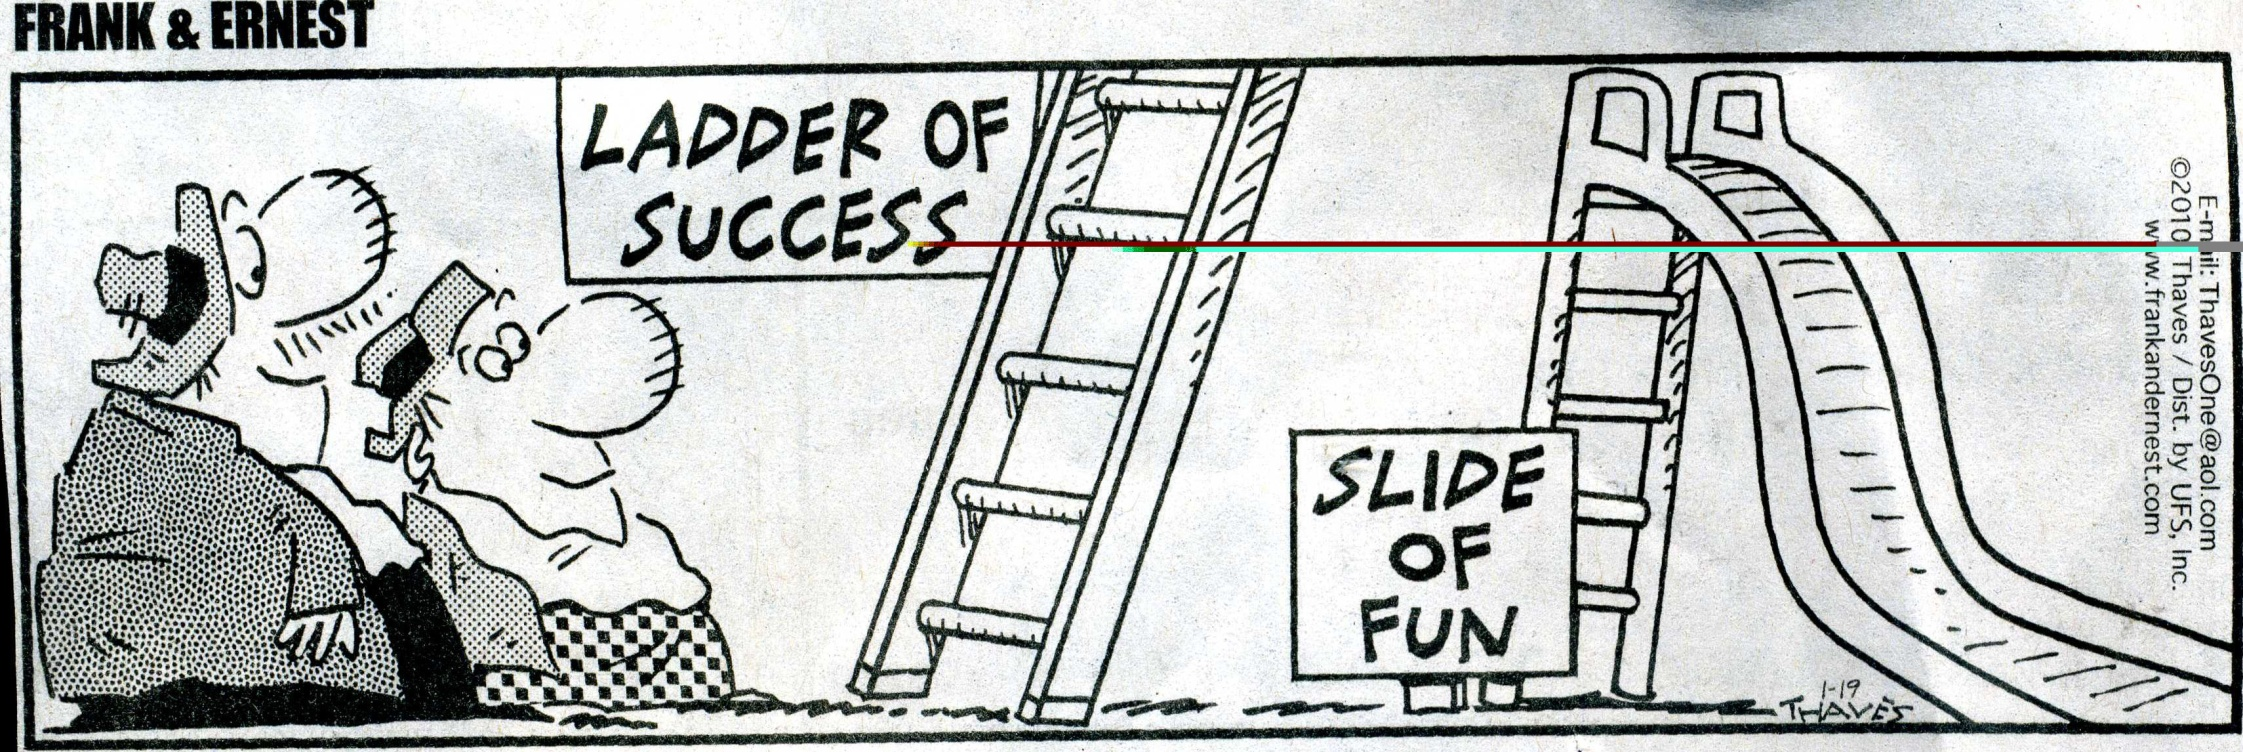 FRANK & ERNEST
LADDER OF
SUCCESS
SLIDE
OF
FUN
1-19
THAVES
E-mail: ThavesOne@aol.com
©2010 Thaves / Dist. by UFS, Inc.
www.frankandernest.com